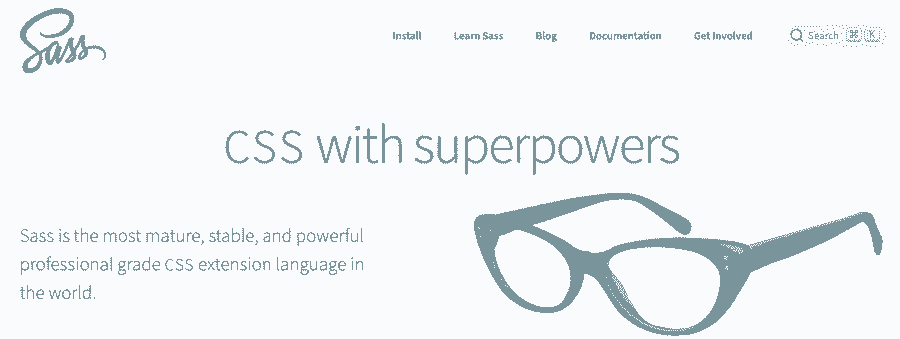 Sass
Install Learn Sass Blog Documentation Get Involved Search ⌘ K
CSS with superpowers
Sass is the most mature, stable, and powerful
professional grade CSS extension language in
the world.